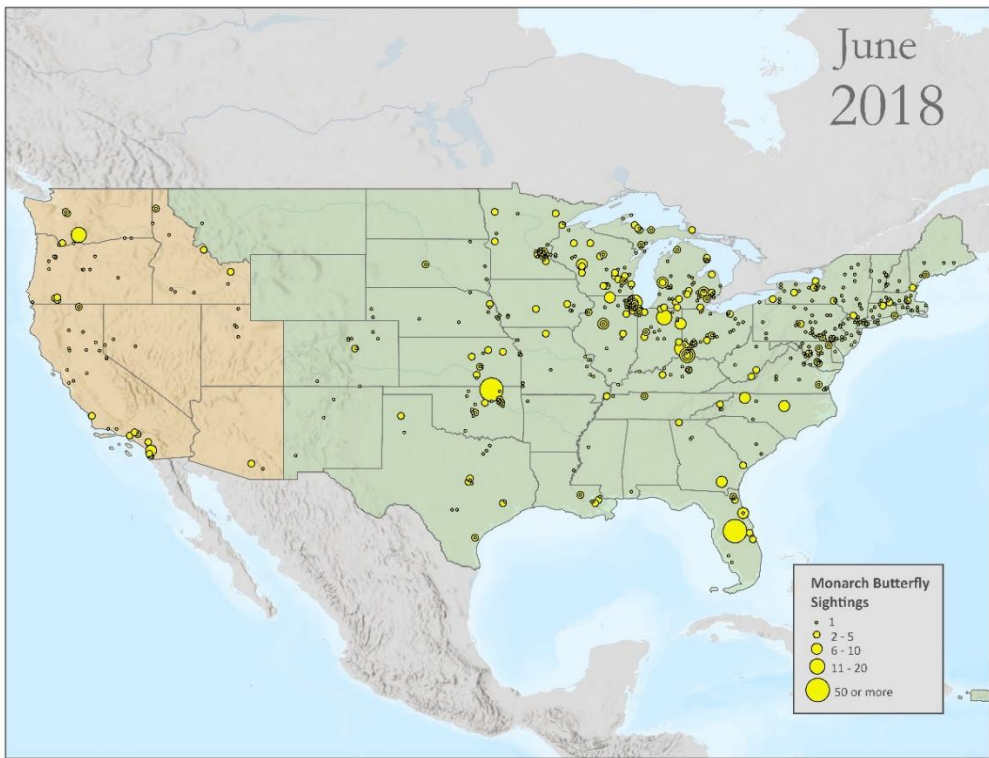 June
2018
Monarch Butterfly
Sightings
1
2 - 5
6 - 10
11 - 20
50 or more